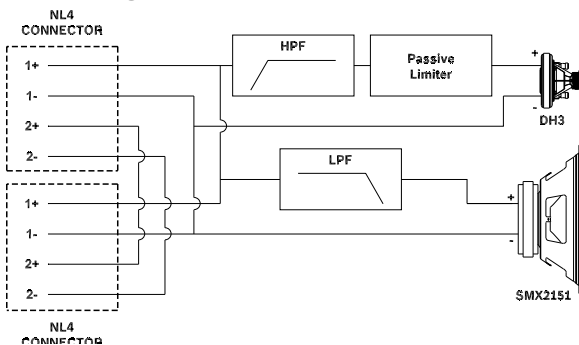 NL4
CONNECTOR
1+
1-
2+
2-
HPF
Passive
Limiter
+
-
DH3
LPF
1+
1-
2+
2-
+
-
SMX2151
NL4
CONNECTOR